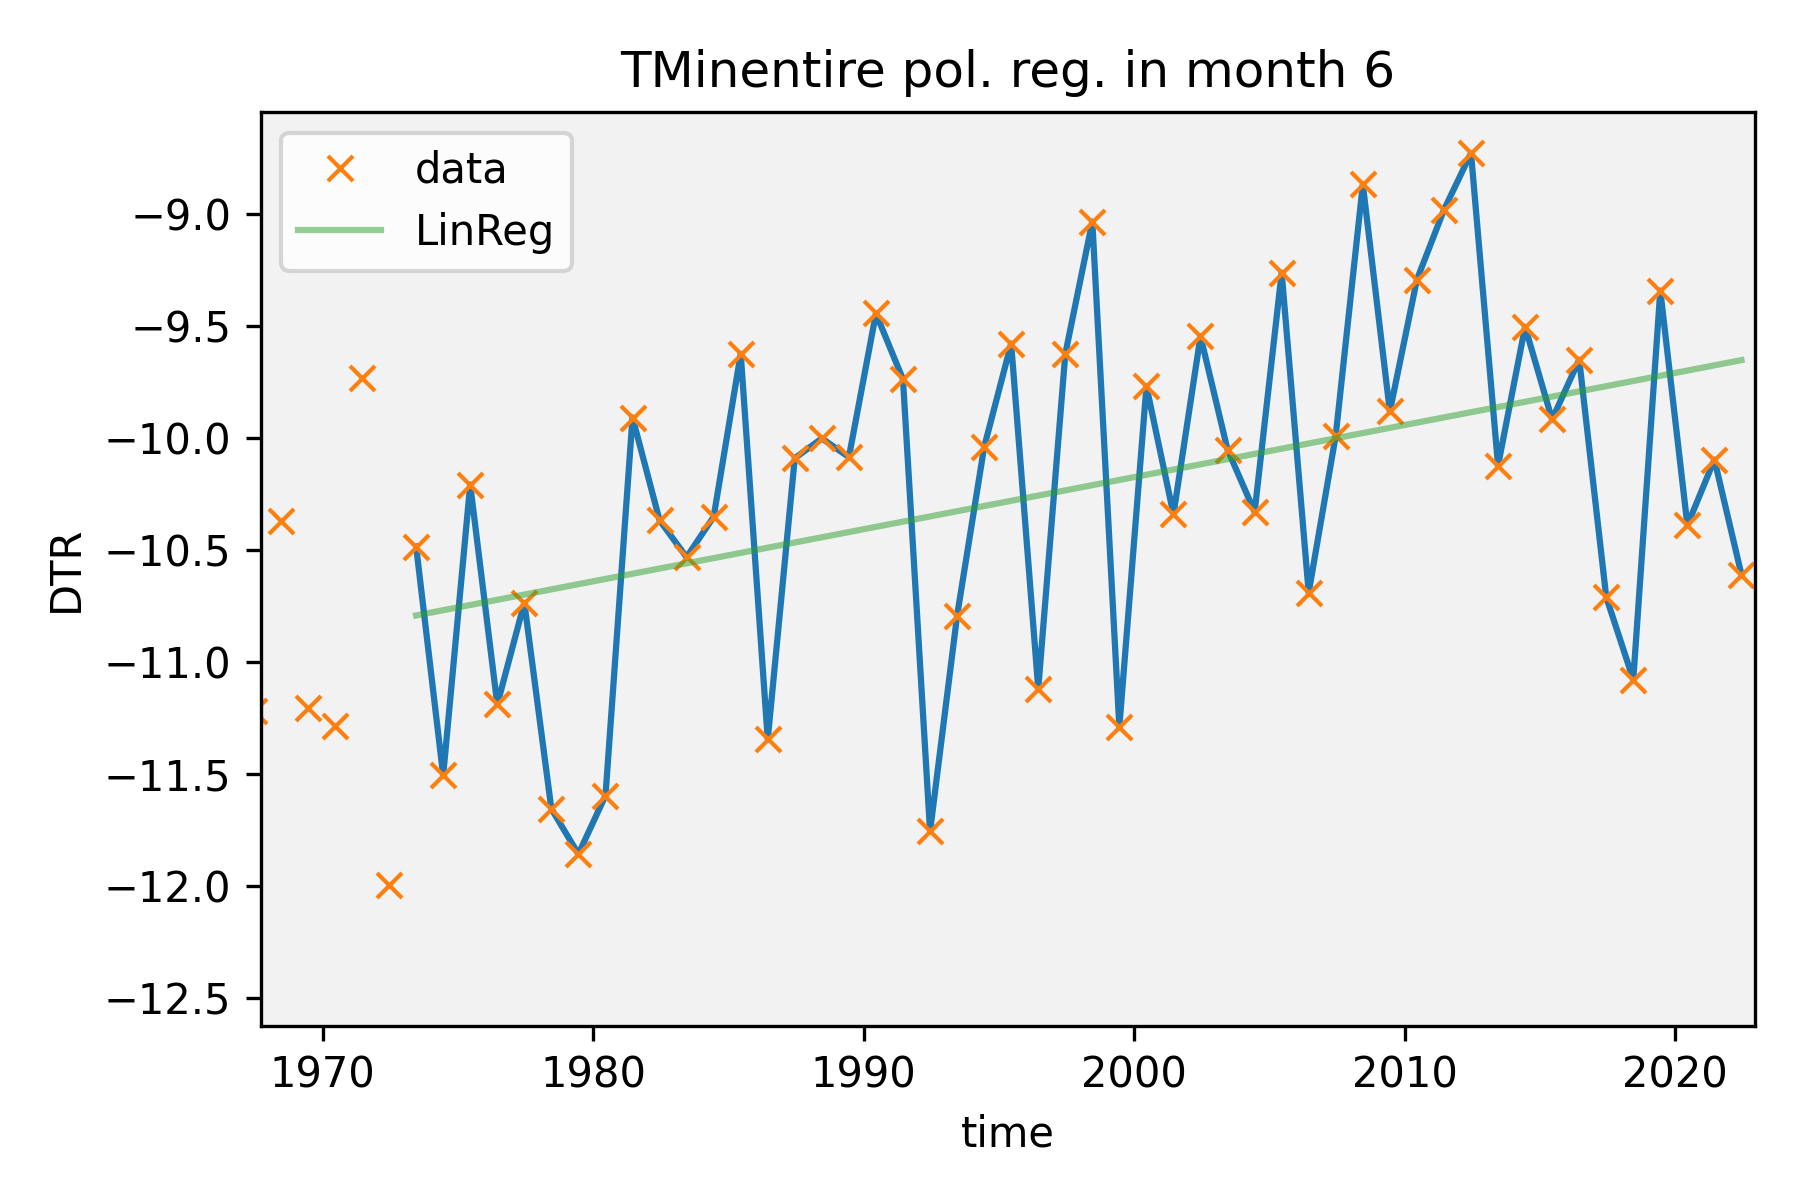 TMinentire pol. reg. in month 6
data
LinReg
DTR
−9.0
−9.5
−10.0
−10.5
−11.0
−11.5
−12.0
−12.5
1970 1980 1990 2000 2010 2020
time